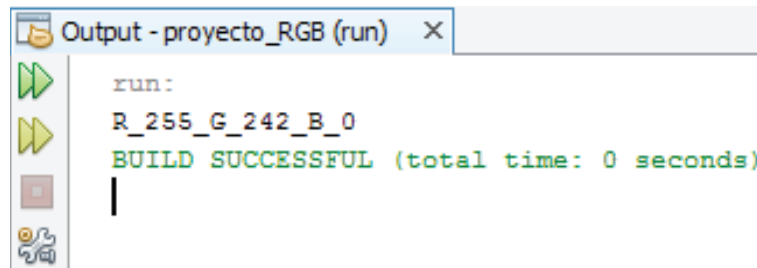 Output - proyecto_RGB (run)
run:
R_255_G_242_B_0
BUILD SUCCESSFUL (total time: 0 seconds)